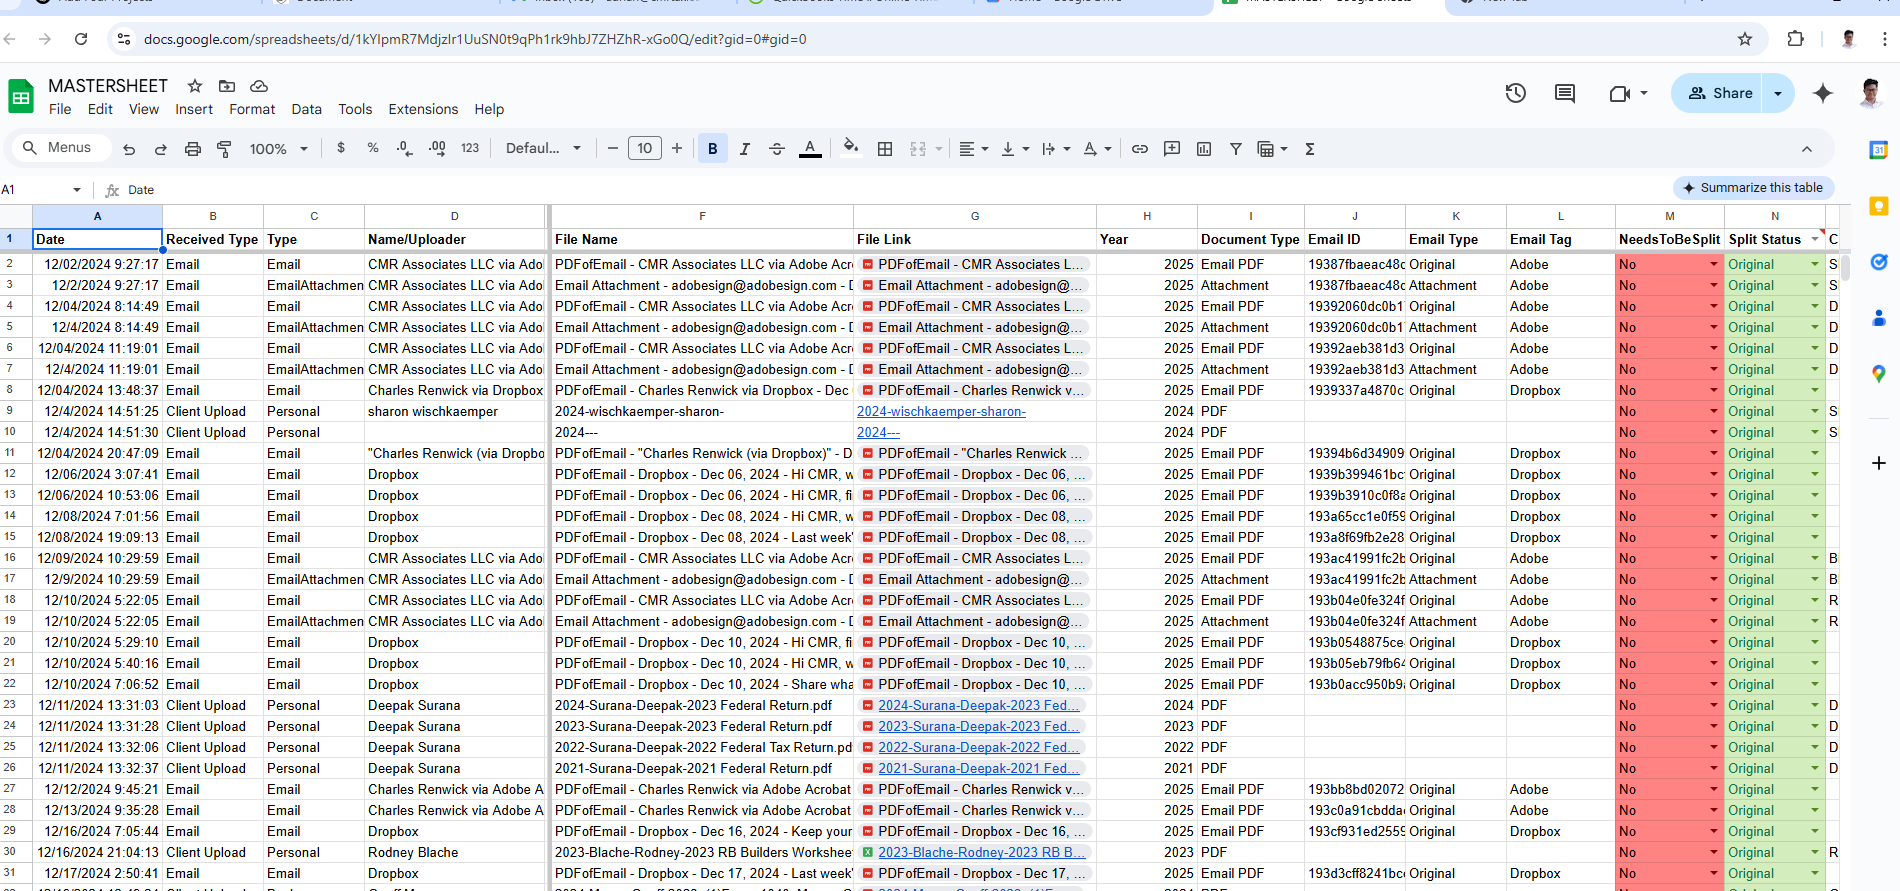 docs.google.com/spreadsheets/d/1kYIpmR7MdjzIr1UuSN0t9qPh1rk9hbJ7ZHZhR-xGo0Q/edit?gid=0#gid=0
MASTERSHEET
File Edit View Insert Format Data Tools Extensions Help
Share
Menus 100% $ % .0 .00 123 Defaul... 10 B I A
A1 Date
Summarize this table
A B C D F G H I J K L M N
1 Date Received Type Type Name/Uploader File Name File Link Year Document Type Email ID Email Type Email Tag NeedsToBeSplit Split Status C
2 12/02/2024 9:27:17 Email Email CMR Associates LLC via Adol PDFofEmail - CMR Associates LLC via Adobe Acro PDFofEmail - CMR Associates L... 2025 Email PDF 19387fbaeac48c Original Adobe No Original S
3 12/2/2024 9:27:17 Email EmailAttachmen CMR Associates LLC via Adol Email Attachment - adobesign@adobesign.com - D Email Attachment - adobesign@... 2025 Attachment 19387fbaeac48c Attachment Adobe No Original S
4 12/04/2024 8:14:49 Email Email CMR Associates LLC via Adol PDFofEmail - CMR Associates LLC via Adobe Acro PDFofEmail - CMR Associates L... 2025 Email PDF 19392060dc0b1 Original Adobe No Original D
5 12/4/2024 8:14:49 Email EmailAttachmen CMR Associates LLC via Adol Email Attachment - adobesign@adobesign.com - D Email Attachment - adobesign@... 2025 Attachment 19392060dc0b1 Attachment Adobe No Original D
6 12/04/2024 11:19:01 Email Email CMR Associates LLC via Adol PDFofEmail - CMR Associates LLC via Adobe Acro PDFofEmail - CMR Associates L... 2025 Email PDF 19392aeb381d3 Original Adobe No Original D
7 12/4/2024 11:19:01 Email EmailAttachmen CMR Associates LLC via Adol Email Attachment - adobesign@adobesign.com - D Email Attachment - adobesign@... 2025 Attachment 19392aeb381d3 Attachment Adobe No Original D
8 12/04/2024 13:48:37 Email Email Charles Renwick via Dropbox PDFofEmail - Charles Renwick via Dropbox - Dec PDFofEmail - Charles Renwick v... 2025 Email PDF 1939337a4870c Original Dropbox No Original
9 12/4/2024 14:51:25 Client Upload Personal sharon wischkaemper 2024-wischkaemper-sharon- 2024-wischkaemper-sharon- 2024 PDF No Original S
10 12/4/2024 14:51:30 Client Upload Personal 2024--- 2024--- 2024 PDF No Original S
11 12/04/2024 20:47:09 Email Email "Charles Renwick (via Dropbo PDFofEmail - "Charles Renwick (via Dropbox)" - D PDFofEmail - "Charles Renwick ... 2025 Email PDF 19394b6d34909 Original Dropbox No Original
12 12/06/2024 3:07:41 Email Email Dropbox PDFofEmail - Dropbox - Dec 06, 2024 - Hi CMR, w PDFofEmail - Dropbox - Dec 06, ... 2025 Email PDF 1939b399461bc Original Dropbox No Original
13 12/06/2024 10:53:06 Email Email Dropbox PDFofEmail - Dropbox - Dec 06, 2024 - Hi CMR, fi PDFofEmail - Dropbox - Dec 06, ... 2025 Email PDF 1939b3910c0f8a Original Dropbox No Original
14 12/08/2024 7:01:56 Email Email Dropbox PDFofEmail - Dropbox - Dec 08, 2024 - Hi CMR, w PDFofEmail - Dropbox - Dec 08, ... 2025 Email PDF 193a65cc1e0f59 Original Dropbox No Original
15 12/08/2024 19:09:13 Email Email Dropbox PDFofEmail - Dropbox - Dec 08, 2024 - Last week' PDFofEmail - Dropbox - Dec 08, ... 2025 Email PDF 193a8f69fb2e28 Original Dropbox No Original
16 12/09/2024 10:29:59 Email Email CMR Associates LLC via Adol PDFofEmail - CMR Associates LLC via Adobe Acro PDFofEmail - CMR Associates L... 2025 Email PDF 193ac41991fc2b Original Adobe No Original B
17 12/9/2024 10:29:59 Email EmailAttachmen CMR Associates LLC via Adol Email Attachment - adobesign@adobesign.com - D Email Attachment - adobesign@... 2025 Attachment 193ac41991fc2b Attachment Adobe No Original B
18 12/10/2024 5:22:05 Email Email CMR Associates LLC via Adol PDFofEmail - CMR Associates LLC via Adobe Acro PDFofEmail - CMR Associates L... 2025 Email PDF 193b04e0fe324f Original Adobe No Original R
19 12/10/2024 5:22:05 Email EmailAttachmen CMR Associates LLC via Adol Email Attachment - adobesign@adobesign.com - D Email Attachment - adobesign@... 2025 Attachment 193b04e0fe324f Attachment Adobe No Original R
20 12/10/2024 5:29:10 Email Email Dropbox PDFofEmail - Dropbox - Dec 10, 2024 - Hi CMR, fi PDFofEmail - Dropbox - Dec 10, ... 2025 Email PDF 193b0548875ce Original Dropbox No Original
21 12/10/2024 5:40:16 Email Email Dropbox PDFofEmail - Dropbox - Dec 10, 2024 - Hi CMR, w PDFofEmail - Dropbox - Dec 10, ... 2025 Email PDF 193b05eb79fb64 Original Dropbox No Original
22 12/10/2024 7:06:52 Email Email Dropbox PDFofEmail - Dropbox - Dec 10, 2024 - Share wha PDFofEmail - Dropbox - Dec 10, ... 2025 Email PDF 193b0acc950b9 Original Dropbox No Original
23 12/11/2024 13:31:03 Client Upload Personal Deepak Surana 2024-Surana-Deepak-2023 Federal Return.pdf 2024-Surana-Deepak-2023 Fed... 2024 PDF No Original D
24 12/11/2024 13:31:28 Client Upload Personal Deepak Surana 2023-Surana-Deepak-2023 Federal Return.pdf 2023-Surana-Deepak-2023 Fed... 2023 PDF No Original D
25 12/11/2024 13:32:06 Client Upload Personal Deepak Surana 2022-Surana-Deepak-2022 Federal Tax Return.pd 2022-Surana-Deepak-2022 Fed... 2022 PDF No Original D
26 12/11/2024 13:32:37 Client Upload Personal Deepak Surana 2021-Surana-Deepak-2021 Federal Return.pdf 2021-Surana-Deepak-2021 Fed... 2021 PDF No Original D
27 12/12/2024 9:45:21 Email Email Charles Renwick via Adobe A PDFofEmail - Charles Renwick via Adobe Acrobat PDFofEmail - Charles Renwick v... 2025 Email PDF 193bb8bd02072 Original Adobe No Original
28 12/13/2024 9:35:28 Email Email Charles Renwick via Adobe A PDFofEmail - Charles Renwick via Adobe Acrobat PDFofEmail - Charles Renwick v... 2025 Email PDF 193c0a91cbdda Original Adobe No Original
29 12/16/2024 7:05:44 Email Email Dropbox PDFofEmail - Dropbox - Dec 16, 2024 - Keep your PDFofEmail - Dropbox - Dec 16, ... 2025 Email PDF 193cf931ed2559 Original Dropbox No Original
30 12/16/2024 21:04:13 Client Upload Personal Rodney Blache 2023-Blache-Rodney-2023 RB Builders Workshee 2023-Blache-Rodney-2023 RB B... 2023 PDF No Original R
31 12/17/2024 2:50:41 Email Email Dropbox PDFofEmail - Dropbox - Dec 17, 2024 - Last week' PDFofEmail - Dropbox - Dec 17, ... 2025 Email PDF 193d3cff8241bc Original Dropbox No Original